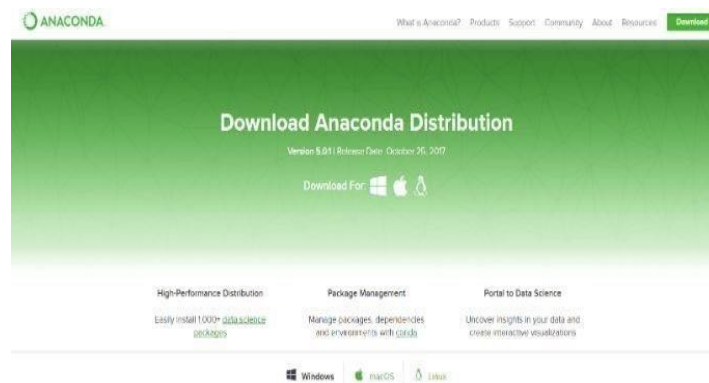 ANACONDA
What is Anaconda? Products Support Community About Resources Download
Download Anaconda Distribution
Version 5.01 | Release Date: October 26, 2017
Download For:
High-Performance Distribution
Easily install 1,000+ data science
packages
Package Management
Manage packages, dependencies
and environments with conda
Portal to Data Science
Uncover insights in your data and
create interactive visualizations
Windows macOS Linux